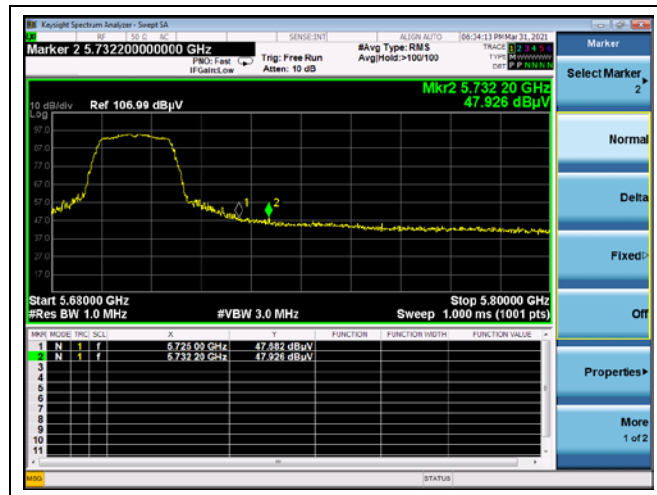 Keysight Spectrum Analyzer - Swept SA
RF 50 Ω AC SENSE:INT ALIGN AUTO 06:34:13 PM Mar 31, 2021
Marker 2 5.732200000000 GHz
PNO: Fast
IFGain:Low
Trig: Free Run
Atten: 10 dB
#Avg Type: RMS
Avg|Hold:>100/100
TRACE 1 2 3 4 5 6
TYPE M W W W W W
DET P P N N N N
Mkr2 5.732 20 GHz
47.926 dBµV
10 dB/div Ref 106.99 dBµV
Log
97.0
87.0
77.0
67.0
57.0
47.0
37.0
27.0
17.0
1
2
Start 5.68000 GHz Stop 5.80000 GHz
#Res BW 1.0 MHz #VBW 3.0 MHz Sweep 1.000 ms (1001 pts)
MKR MODE TRC SCL X Y FUNCTION FUNCTION WIDTH FUNCTION VALUE
1 N 1 f 5.725 00 GHz 47.582 dBµV
2 N 1 f 5.732 20 GHz 47.926 dBµV
3
4
5
6
7
8
9
10
11
MSG STATUS
Marker
Select Marker
2
Normal
Delta
Fixed
Off
Properties
More
1 of 2